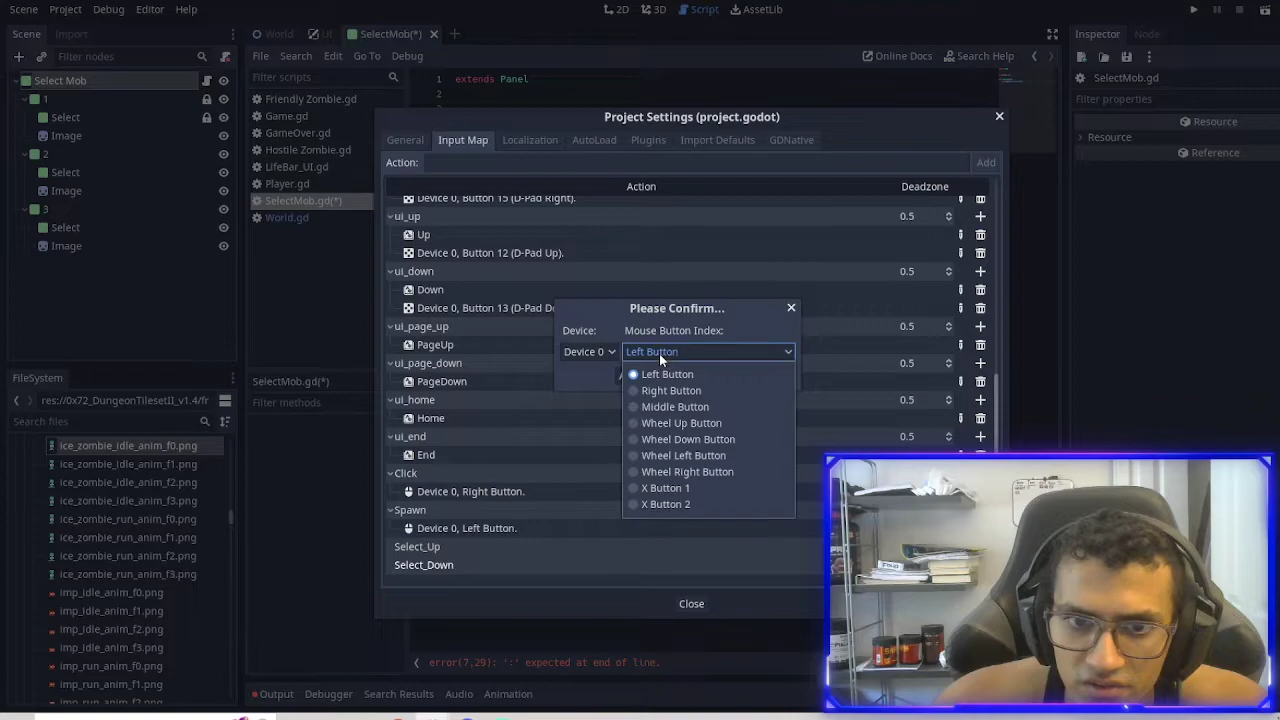 Scene Project Debug Editor Help
2D 3D Script AssetLib
Scene Import
World UI SelectMob(*)
Inspector Node
Filter nodes
File Search Edit Go To Debug
Online Docs Search Help
Select Mob
Filter scripts
1 extends Panel
2
SelectMob.gd
Filter properties
Resource
Reference
References
1
Select
Image
2
Select
Image
3
Select
Image
Friendly Zombie.gd
Game.gd
GameOver.gd
Hostile Zombie.gd
LifeBar_UI.gd
Player.gd
SelectMob.gd(*)
World.gd
Project Settings (project.godot)
General Input Map Localization AutoLoad Plugins Import Defaults GDNative
Action: Add
Action Deadzone
Device 0, Button 15 (D-Pad Right).
ui_up 0.5
Up
Device 0, Button 12 (D-Pad Up).
ui_down 0.5
Down
Device 0, Button 13 (D-Pad Do
ui_page_up
PageUp
ui_page_down 0.5
PageDown
ui_home 0.5
Home
ui_end 0.5
End
Click
Device 0, Right Button.
Spawn
Device 0, Left Button.
Select_Up
Select_Down
Close
Please Confirm...
Device: Mouse Button Index:
Device 0 Left Button
Left Button
Right Button
Middle Button
Wheel Up Button
Wheel Down Button
Wheel Left Button
Wheel Right Button
X Button 1
X Button 2
FileSystem
res://0x72_DungeonTilesetII_v1.4/fr
Search files
ice_zombie_idle_anim_f0.png
ice_zombie_idle_anim_f1.png
ice_zombie_idle_anim_f2.png
ice_zombie_idle_anim_f3.png
ice_zombie_run_anim_f0.png
ice_zombie_run_anim_f1.png
ice_zombie_run_anim_f2.png
ice_zombie_run_anim_f3.png
imp_idle_anim_f0.png
imp_idle_anim_f1.png
imp_idle_anim_f2.png
imp_idle_anim_f3.png
imp_run_anim_f0.png
imp_run_anim_f1.png
imp_run_anim_f2.png
SelectMob.gd(*)
Filter methods
error(7,29): ':' expected at end of line.
Output Debugger Search Results Audio Animation